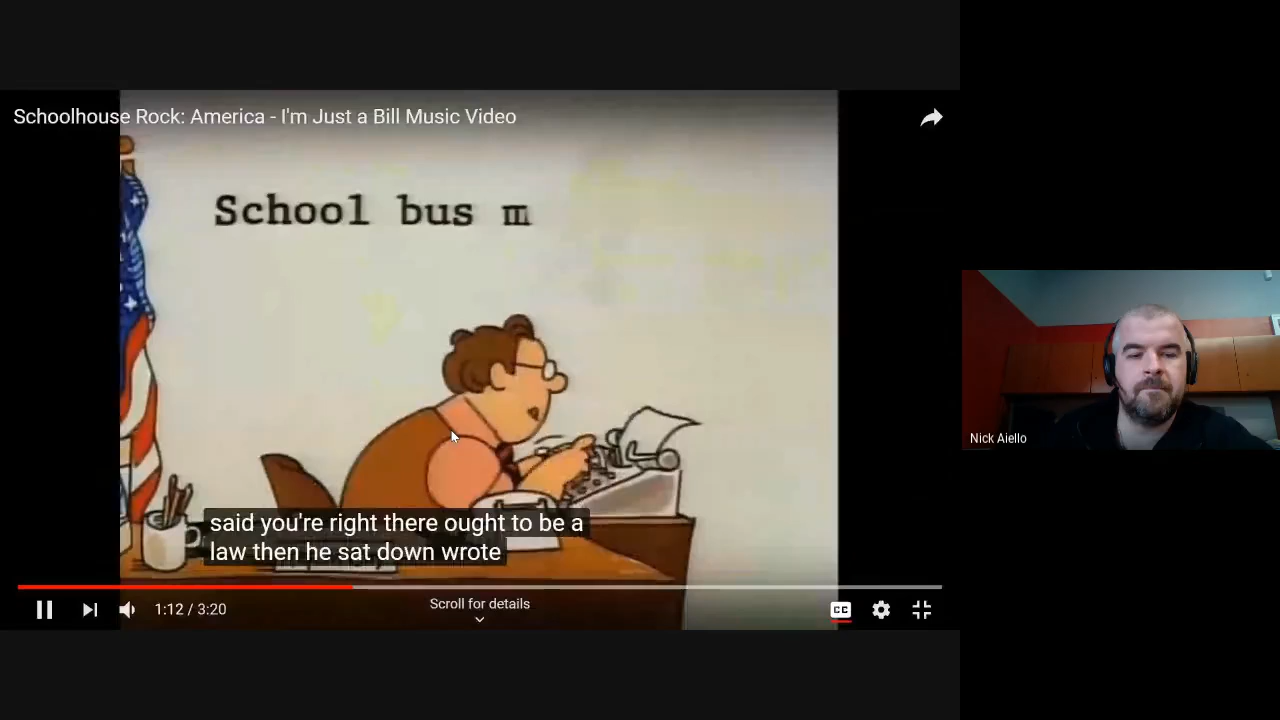 Schoolhouse Rock: America - I'm Just a Bill Music Video
School bus m
said you're right there ought to be a
law then he sat down wrote
1:12 / 3:20
Scroll for details
CC
Nick Aiello